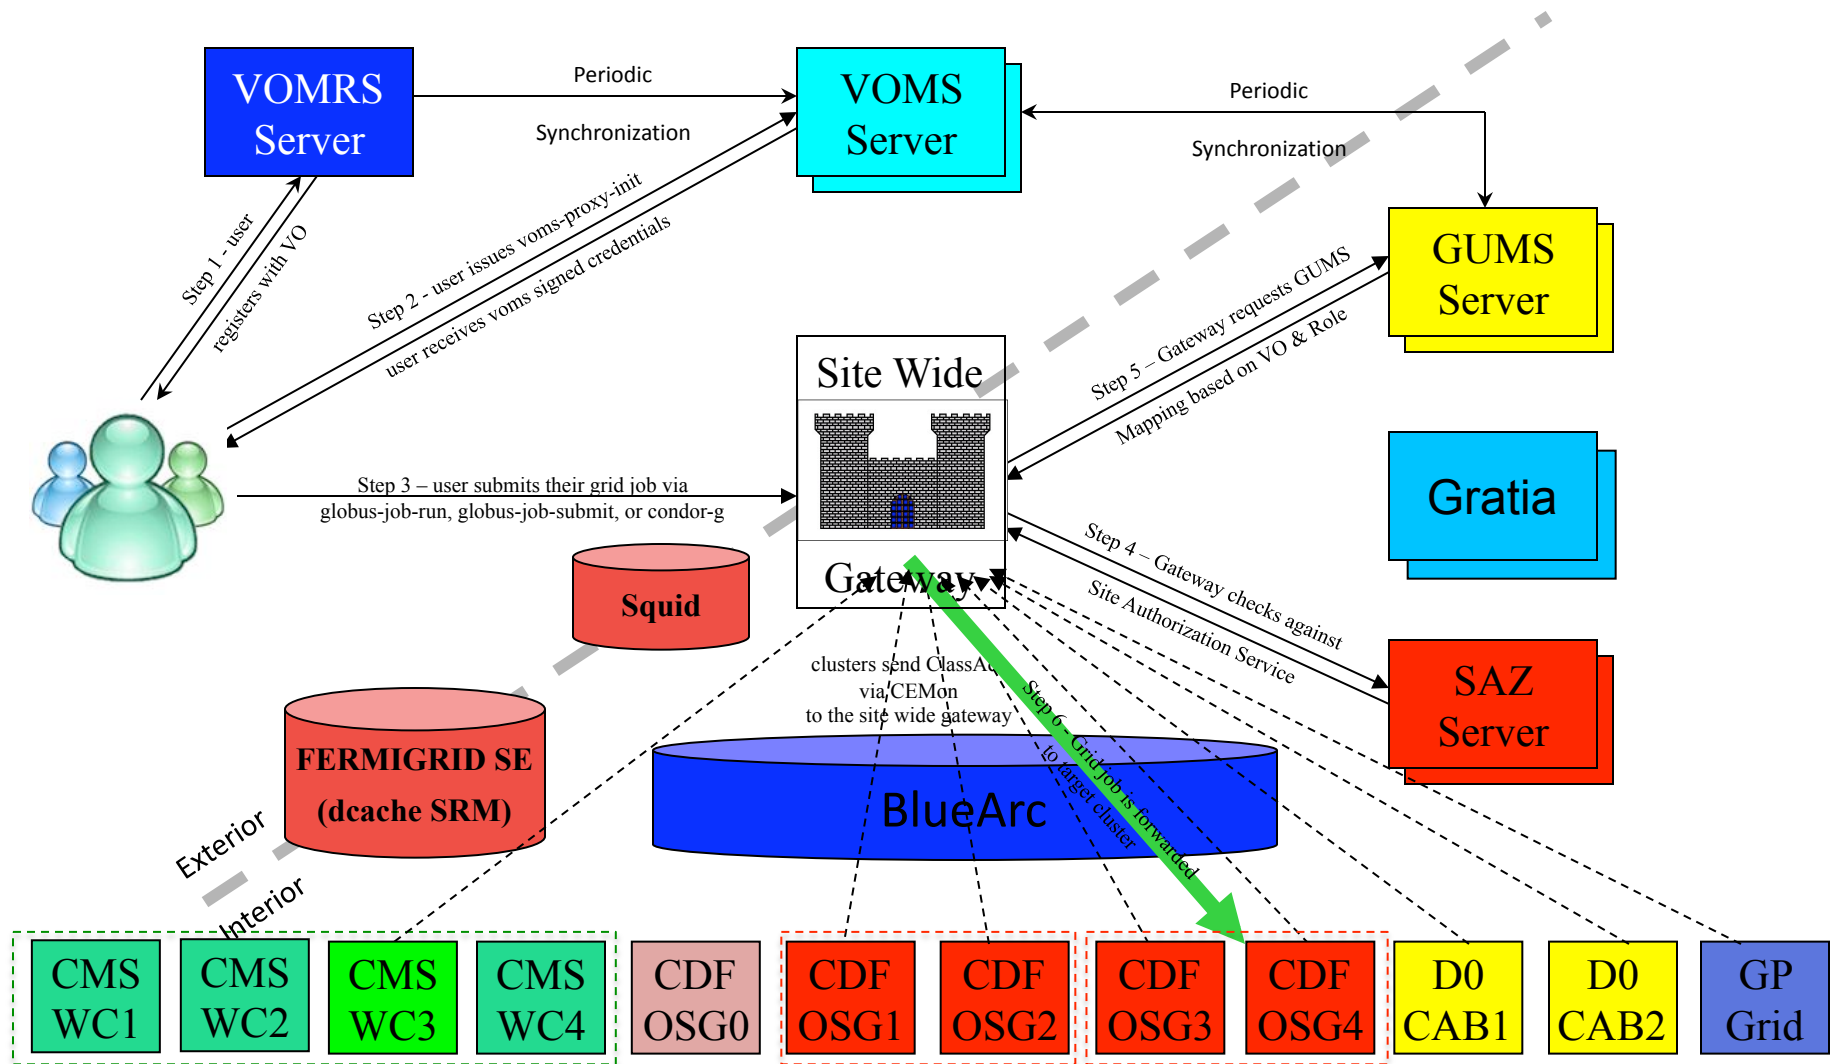 VOMRS
Server
Periodic
Synchronization
VOMS
Server
Periodic
Synchronization
GUMS
Server
Step 1 - user
registers with VO
Step 2 - user issues voms-proxy-init
user receives voms signed credentials
Site Wide
Gateway
Step 5 – Gateway requests GUMS
Mapping based on VO & Role
Gratia
Step 3 – user submits their grid job via
globus-job-run, globus-job-submit, or condor-g
Step 4 – Gateway checks against
Site Authorization Service
SAZ
Server
Squid
clusters send ClassAd
via CEMon
to the site wide gateway
Step 6 - Grid job is forwarded
to target cluster
FERMIGRID SE
(dcache SRM)
BlueArc
Exterior
Interior
CMS
WC1
CMS
WC2
CMS
WC3
CMS
WC4
CDF
OSG0
CDF
OSG1
CDF
OSG2
CDF
OSG3
CDF
OSG4
D0
CAB1
D0
CAB2
GP
Grid